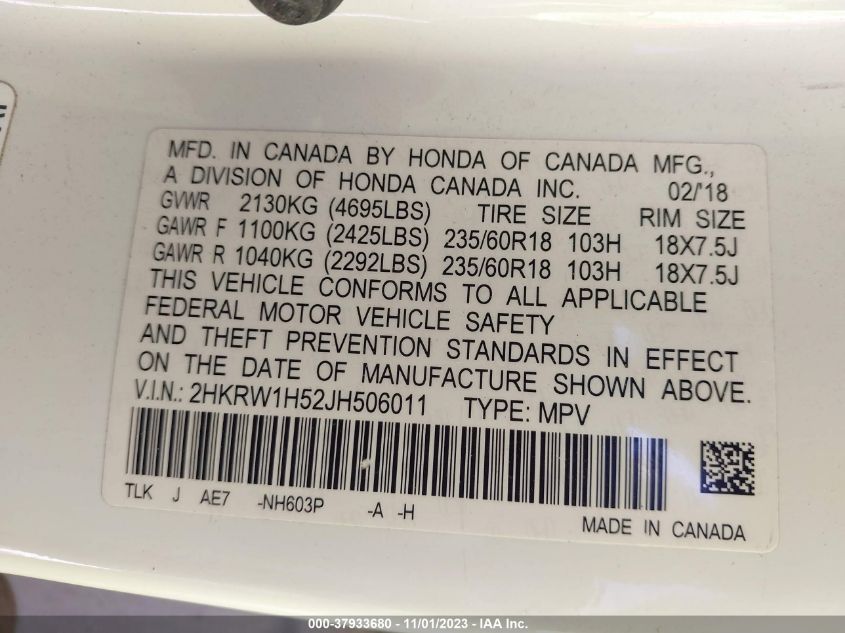 MFD. IN CANADA BY HONDA OF CANADA MFG.,
A DIVISION OF HONDA CANADA INC. 02/'18
GVWR 2130KG (4695LBS) TIRE SIZE RIM SIZE
GAWR F 1100KG (2425LBS) 235/60R18 103H 18X7.5J
GAWR R 1040KG (2292LBS) 235/60R18 103H 18X7.5J
THIS VEHICLE CONFORMS TO ALL APPLICABLE
FEDERAL MOTOR VEHICLE SAFETY
AND THEFT PREVENTION STANDARDS IN EFFECT
ON THE DATE OF MANUFACTURE SHOWN ABOVE.
V.I.N.: 2HKRW1H52JH506011 TYPE: MPV
TLK J AE7 -NH603P -A -H
MADE IN CANADA
000-37933680 - 11/01/2023 - IAA Inc.